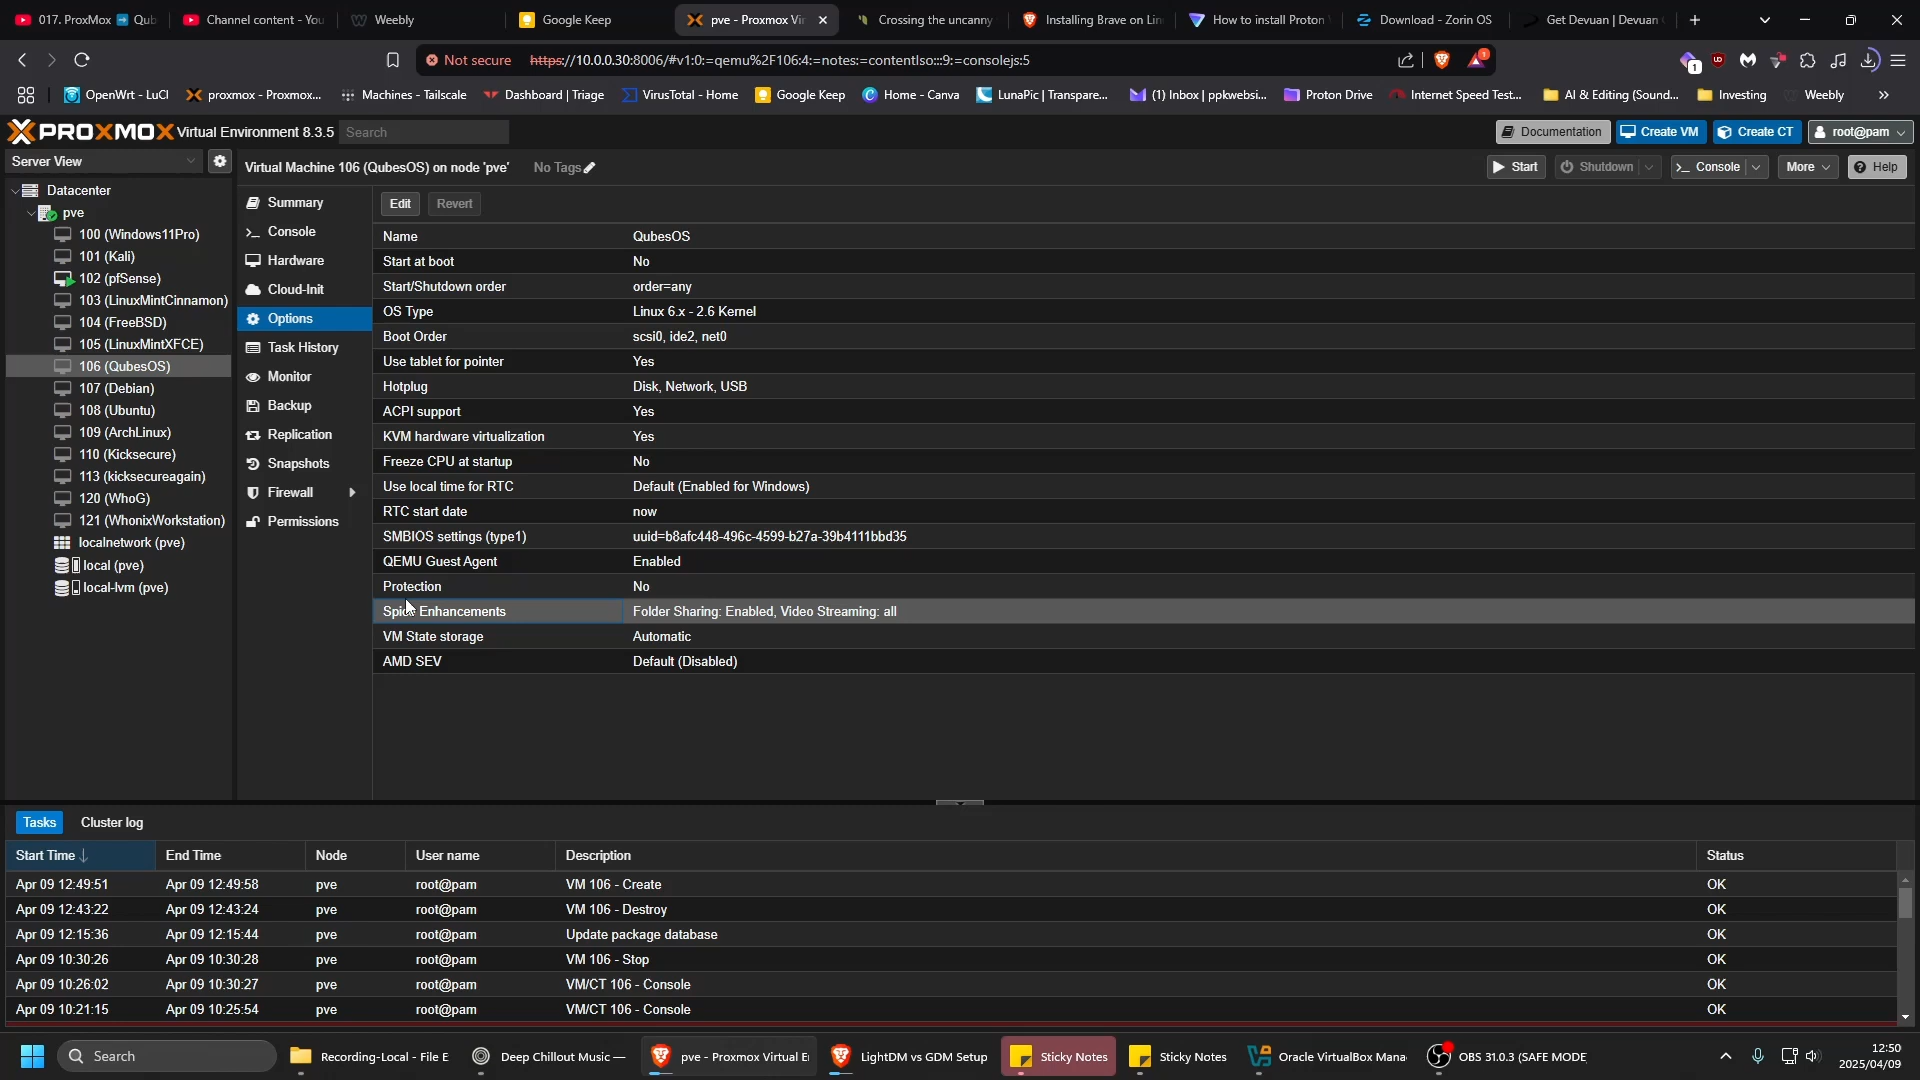 017. ProxMox ➡ Qub
Channel content - You
Weebly
Google Keep
pve - Proxmox Vir
Crossing the uncanny
Installing Brave on Lin
How to install Proton
Download - Zorin OS
Get Devuan | Devuan
Not secure
https://10.0.0.30:8006/#v1:0:=qemu%2F106:4:=notes:=contentIso:::9:=consolejs:5
1
1
OpenWrt - LuCI
proxmox - Proxmox...
Machines - Tailscale
Dashboard | Triage
VirusTotal - Home
Google Keep
Home - Canva
LunaPic | Transpare...
(1) Inbox | ppkwebsi...
Proton Drive
Internet Speed Test...
AI & Editing (Sound...
Investing
Weebly
PROXMOX Virtual Environment 8.3.5
Search
Documentation
Create VM
Create CT
root@pam
Server View
Virtual Machine 106 (QubesOS) on node 'pve'
No Tags
Start
Shutdown
Console
More
Help
Datacenter
pve
100 (Windows11Pro)
101 (Kali)
102 (pfSense)
103 (LinuxMintCinnamon)
104 (FreeBSD)
105 (LinuxMintXFCE)
106 (QubesOS)
107 (Debian)
108 (Ubuntu)
109 (ArchLinux)
110 (Kicksecure)
113 (kicksecureagain)
120 (WhoG)
121 (WhonixWorkstation)
localnetwork (pve)
local (pve)
local-lvm (pve)
Summary
Console
Hardware
Cloud-Init
Options
Task History
Monitor
Backup
Replication
Snapshots
Firewall
Permissions
Edit
Revert
Name QubesOS
Start at boot No
Start/Shutdown order order=any
OS Type Linux 6.x - 2.6 Kernel
Boot Order scsi0, ide2, net0
Use tablet for pointer Yes
Hotplug Disk, Network, USB
ACPI support Yes
KVM hardware virtualization Yes
Freeze CPU at startup No
Use local time for RTC Default (Enabled for Windows)
RTC start date now
SMBIOS settings (type1) uuid=b8afc448-496c-4599-b27a-39b4111bbd35
QEMU Guest Agent Enabled
Protection No
Spice Enhancements Folder Sharing: Enabled, Video Streaming: all
VM State storage Automatic
AMD SEV Default (Disabled)
Tasks
Cluster log
Start Time End Time Node User name Description Status
Apr 09 12:49:51 Apr 09 12:49:58 pve root@pam VM 106 - Create OK
Apr 09 12:43:22 Apr 09 12:43:24 pve root@pam VM 106 - Destroy OK
Apr 09 12:15:36 Apr 09 12:15:44 pve root@pam Update package database OK
Apr 09 10:30:26 Apr 09 10:30:28 pve root@pam VM 106 - Stop OK
Apr 09 10:26:02 Apr 09 10:30:27 pve root@pam VM/CT 106 - Console OK
Apr 09 10:21:15 Apr 09 10:25:54 pve root@pam VM/CT 106 - Console OK
Search
Recording-Local - File E
Deep Chillout Music —
pve - Proxmox Virtual E
LightDM vs GDM Setup
Sticky Notes
Sticky Notes
Oracle VirtualBox Mana
OBS 31.0.3 (SAFE MODE
12:50
2025/04/09